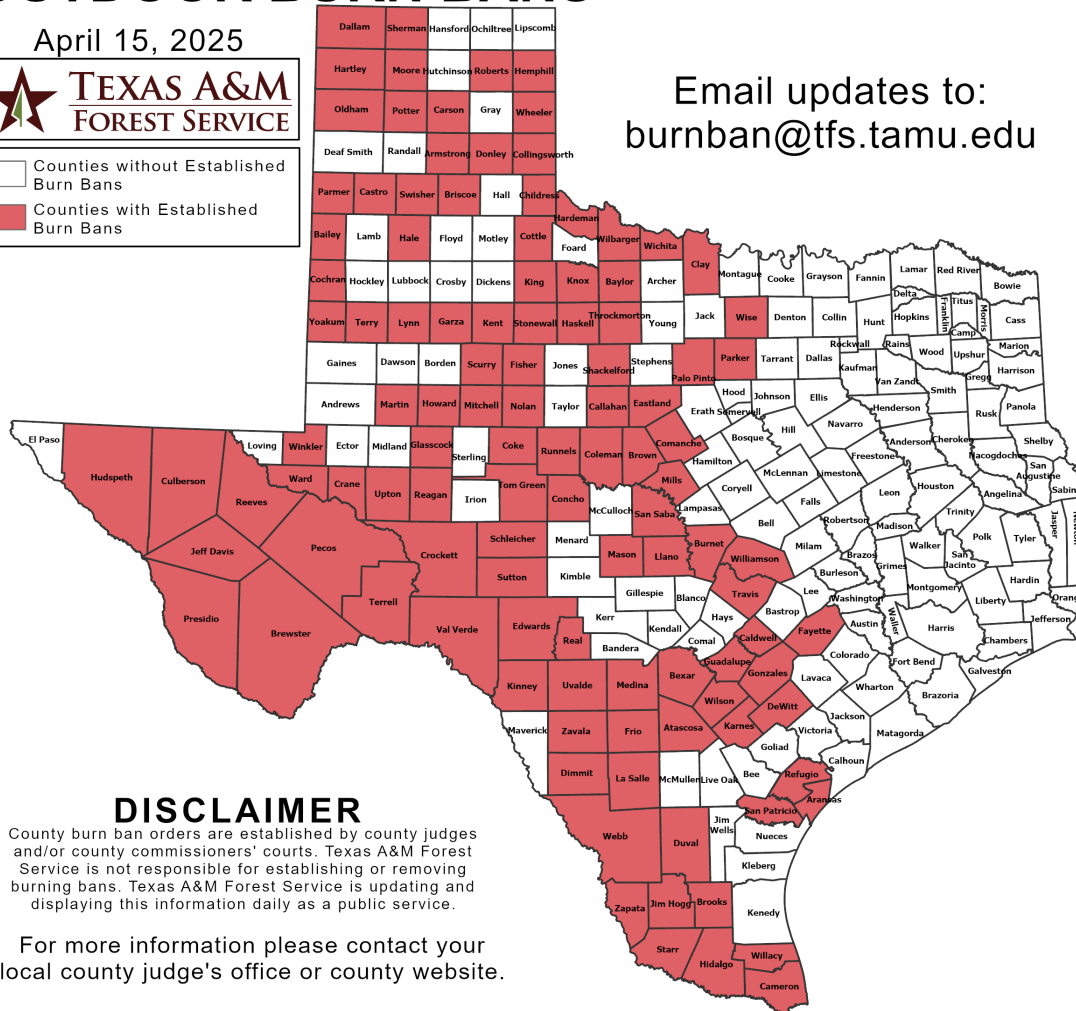 OUTDOOR BURN BANS
April 15, 2025
TEXAS A&M
FOREST SERVICE
Counties without Established
Burn Bans
Counties with Established
Burn Bans
Email updates to:
burnban@tfs.tamu.edu
Dallam Sherman Hansford Ochiltree Lipscomb
Hartley Moore Hutchinson Roberts Hemphill
Oldham Potter Carson Gray Wheeler
Deaf Smith Randall Armstrong Donley Collingsworth
Parmer Castro Swisher Briscoe Hall Childress
Hardeman
Bailey Lamb Hale Floyd Motley Cottle Foard Wilbarger Wichita Clay
Montague Cooke Grayson Fannin Lamar Red River Bowie
Cochran Hockley Lubbock Crosby Dickens King Knox Baylor Archer
Delta Titus Franklin Morris
Yoakum Terry Lynn Garza Kent Stonewall Haskell Throckmorton Young Jack Wise Denton Collin Hunt Hopkins Camp Cass
Rockwall Rains Wood Upshur Marion
Gaines Dawson Borden Scurry Fisher Jones Shackelford Stephens Palo Pinto Parker Tarrant Dallas Kaufman Van Zandt Gregg Harrison
Andrews Martin Howard Mitchell Nolan Taylor Callahan Eastland Erath Hood Somervell Johnson Ellis Henderson Smith Rusk Panola
El Paso Loving Winkler Ector Midland Glasscock Sterling Coke Runnels Coleman Brown Comanche Bosque Hill Navarro Anderson Cherokee Nacogdoches Shelby
Hamilton McLennan Limestone Freestone San
Augustine Sabin
Hudspeth Culberson Reeves Ward Crane Upton Reagan Irion Tom Green Concho McCulloch San Saba Mills Lampasas Coryell Falls Leon Houston Angelina
Bell Robertson Madison Trinity Polk Tyler Jasper Newton
Jeff Davis Pecos Crockett Schleicher Menard Mason Llano Burnet Williamson Milam Brazos Grimes Walker San
Jacinto
Sutton Kimble Burleson Montgomery Hardin
Presidio Brewster Terrell Gillespie Blanco Travis Lee Washington Liberty Orang
Val Verde Edwards Real Kerr Kendall Hays Bastrop Austin Waller Harris Jefferson
Bandera Comal Caldwell Fayette Chambers
Kinney Uvalde Medina Bexar Guadalupe Gonzales Lavaca Colorado Fort Bend Galveston
Wilson DeWitt Wharton Brazoria
Maverick Zavala Frio Atascosa Karnes Jackson Matagorda
Goliad Victoria Calhoun
Dimmit La Salle McMullen Live Oak Bee Refugio
Aransas
San Patricio
Webb Duval Jim
Wells Nueces
Kleberg
Zapata Jim Hogg Brooks Kenedy
Starr Hidalgo Willacy
Cameron
DISCLAIMER
County burn ban orders are established by county judges
and/or county commissioners' courts. Texas A&M Forest
Service is not responsible for establishing or removing
burning bans. Texas A&M Forest Service is updating and
displaying this information daily as a public service.
For more information please contact your
local county judge's office or county website.